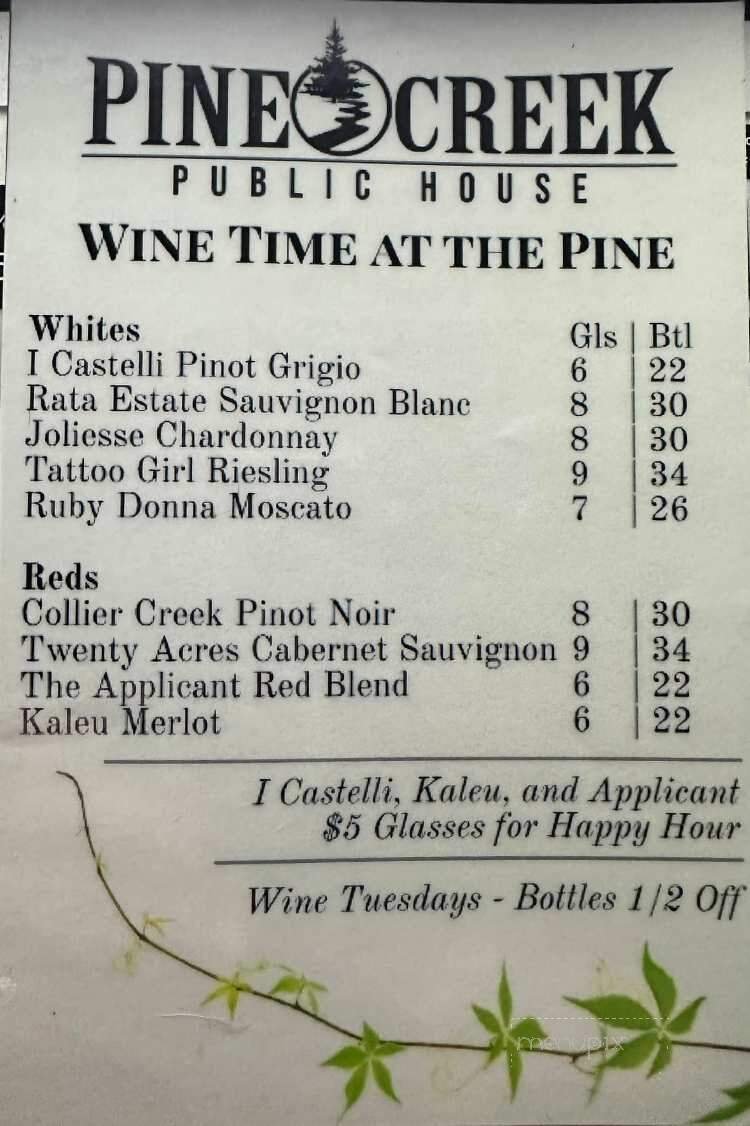 PINE CREEK
PUBLIC HOUSE
WINE TIME AT THE PINE
Whites Gls | Btl
I Castelli Pinot Grigio 6 | 22
Rata Estate Sauvignon Blanc 8 | 30
Joliesse Chardonnay 8 | 30
Tattoo Girl Riesling 9 | 34
Ruby Donna Moscato 7 | 26
Reds
Collier Creek Pinot Noir 8 | 30
Twenty Acres Cabernet Sauvignon 9 | 34
The Applicant Red Blend 6 | 22
Kaleu Merlot 6 | 22
I Castelli, Kaleu, and Applicant
$5 Glasses for Happy Hour
Wine Tuesdays - Bottles 1/2 Off
menupix